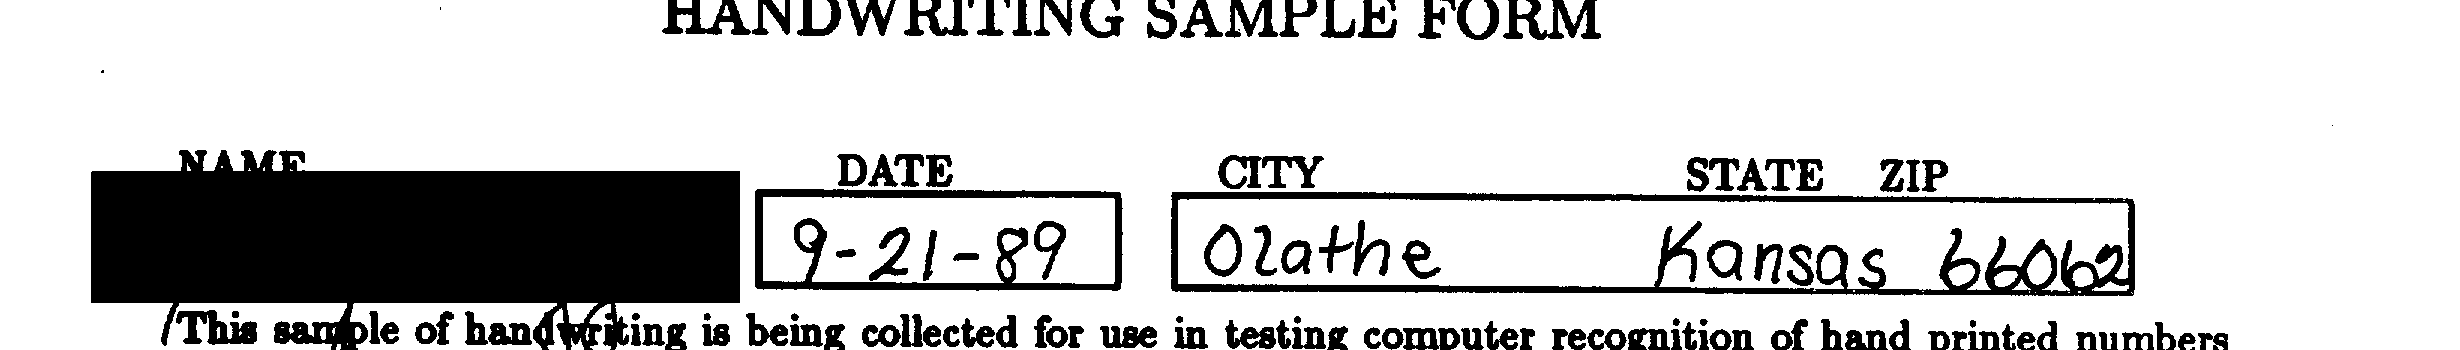 HANDWRITING SAMPLE FORM
NAME DATE CITY STATE ZIP
9-21-89 Olathe Kansas 66062
This sample of handwriting is being collected for use in testing computer recognition of hand printed numbers